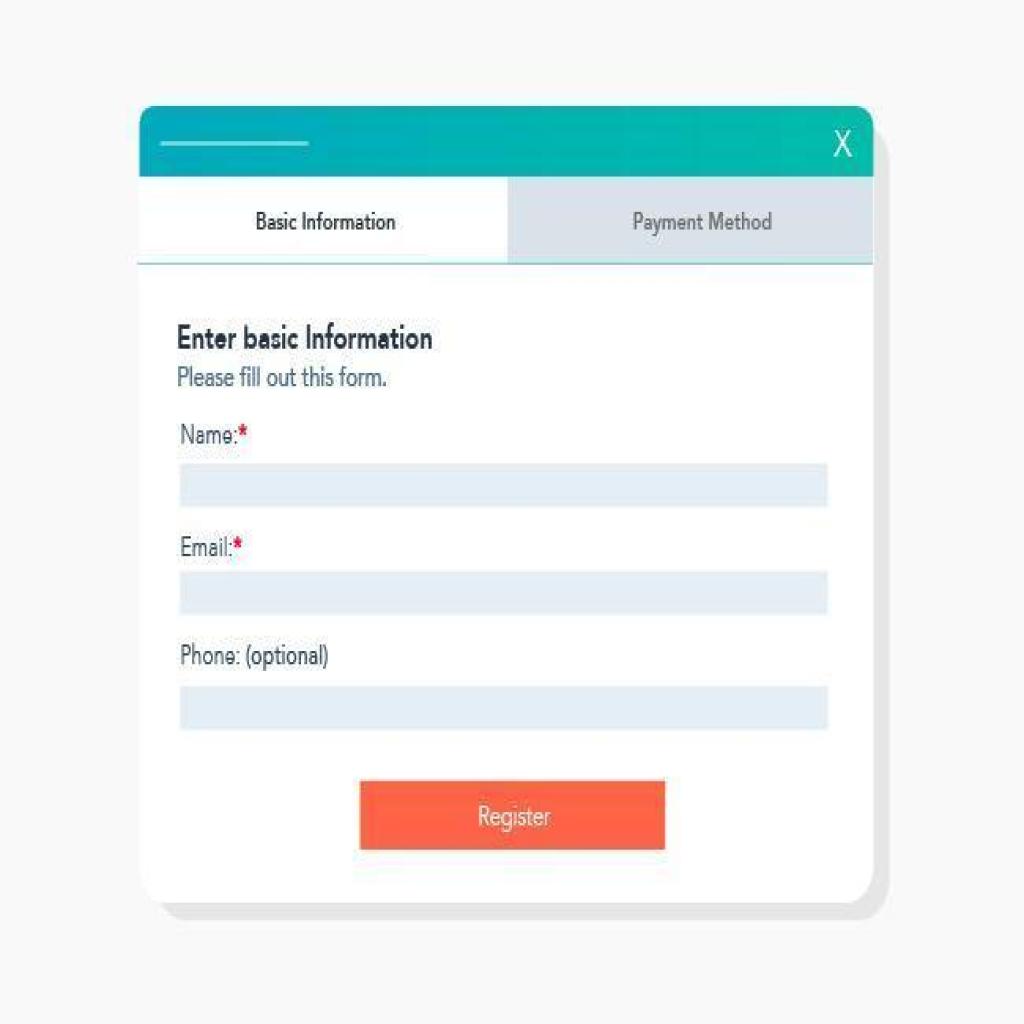 X
Basic Information
Payment Method
Enter basic Information
Please fill out this form.
Name:*
Email:*
Phone: (optional)
Register